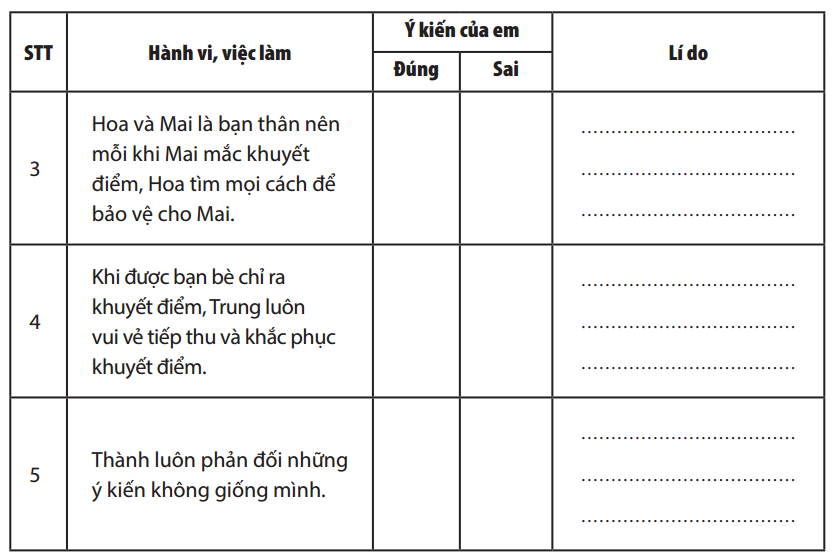 STT
Hành vi, việc làm
Ý kiến của em
Đúng
Sai
Lí do
3
Hoa và Mai là bạn thân nên
mỗi khi Mai mắc khuyết
điểm, Hoa tìm mọi cách để
bảo vệ cho Mai.
....................................
....................................
....................................
4
Khi được bạn bè chỉ ra
khuyết điểm, Trung luôn
vui vẻ tiếp thu và khắc phục
khuyết điểm.
....................................
....................................
....................................
5
Thành luôn phản đối những
ý kiến không giống mình.
....................................
....................................
....................................